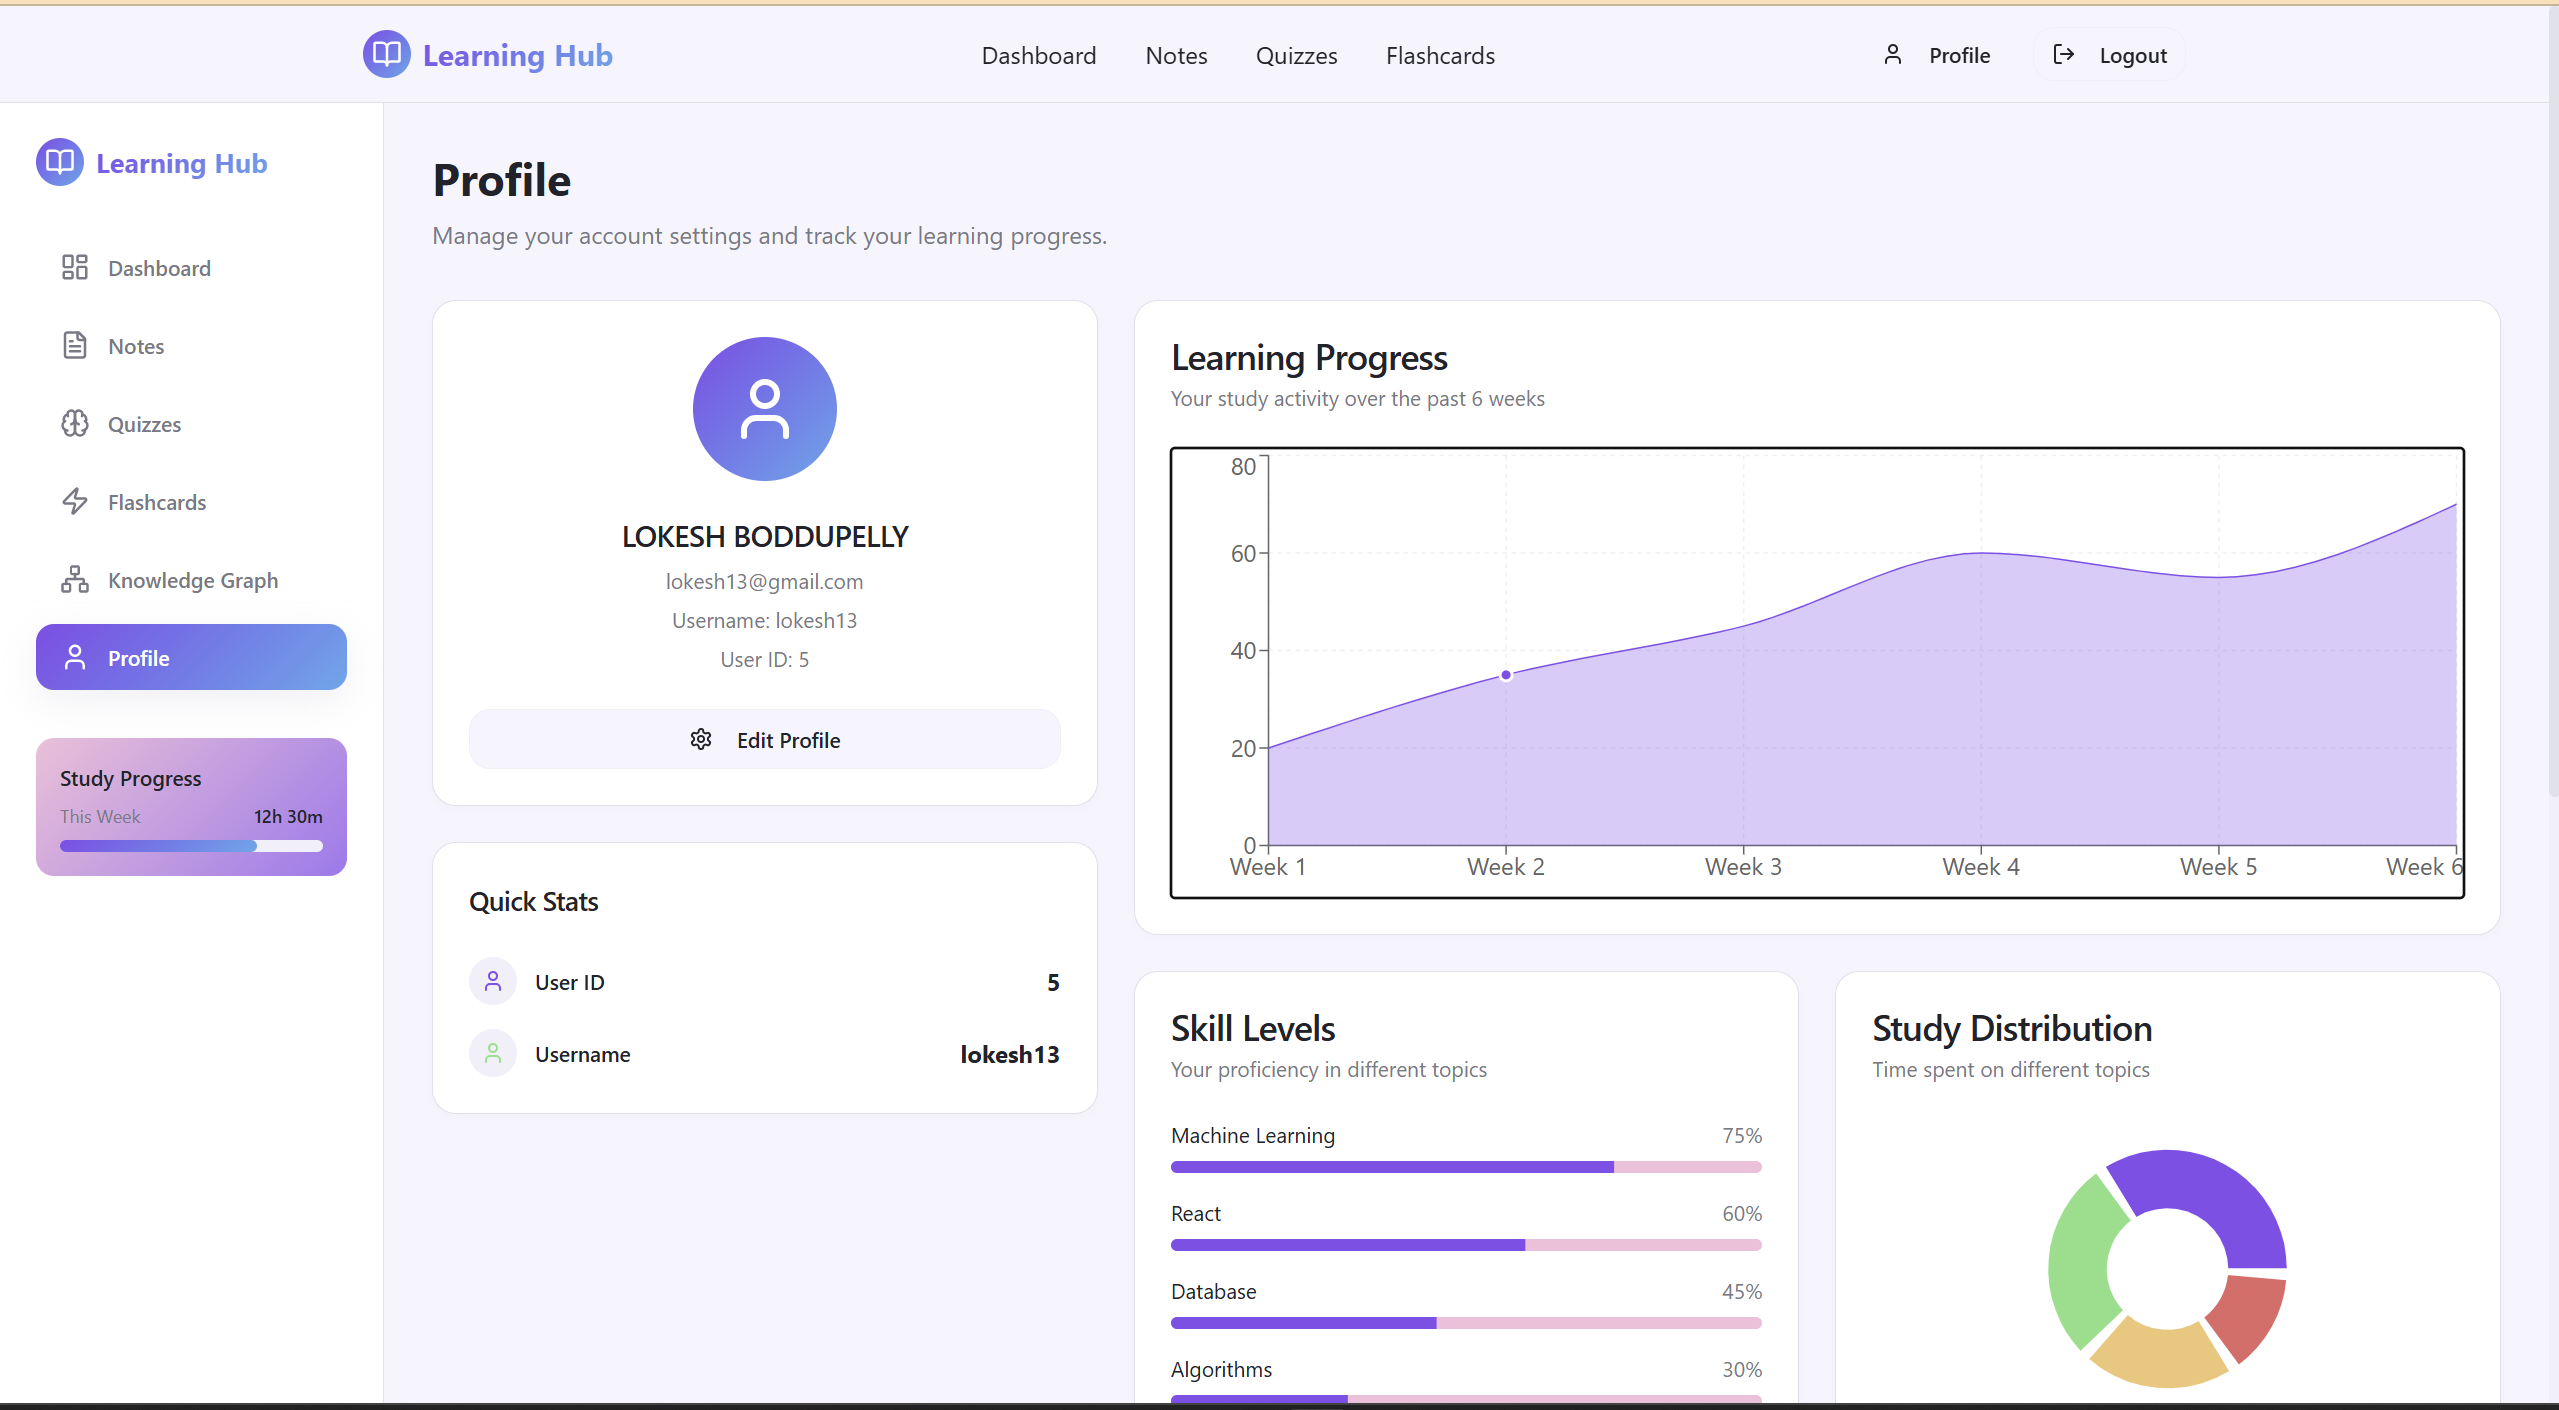 Learning Hub
Dashboard Notes Quizzes Flashcards
Profile
Logout
Learning Hub
Dashboard
Notes
Quizzes
Flashcards
Knowledge Graph
Profile
Study Progress
This Week 12h 30m
Profile
Manage your account settings and track your learning progress.
LOKESH BODDUPELLY
lokesh13@gmail.com
Username: lokesh13
User ID: 5
Edit Profile
Quick Stats
User ID 5
Username lokesh13
Learning Progress
Your study activity over the past 6 weeks
80
60
40
20
0
Week 1 Week 2 Week 3 Week 4 Week 5 Week 6
Skill Levels
Your proficiency in different topics
Machine Learning 75%
React 60%
Database 45%
Algorithms 30%
Study Distribution
Time spent on different topics